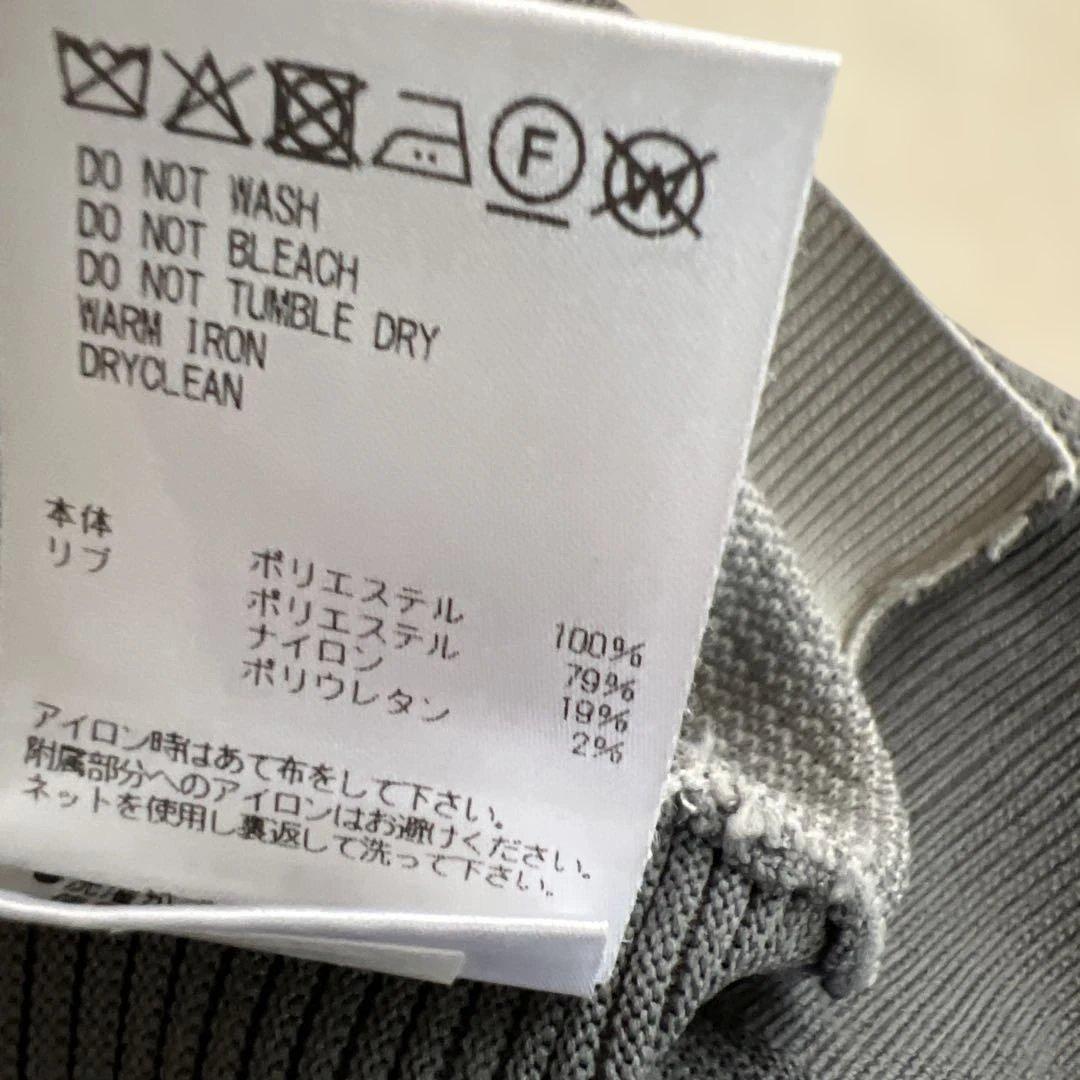 F
W
DO NOT WASH
DO NOT BLEACH
DO NOT TUMBLE DRY
WARM IRON
DRYCLEAN
本体 ポリエステル 100%
リブ ポリエステル 79%
ナイロン 19%
ポリウレタン 2%
アイロン時はあて布をして下さい。
附属部分へのアイロンはお避けください。
ネットを使用し裏返して洗って下さい。